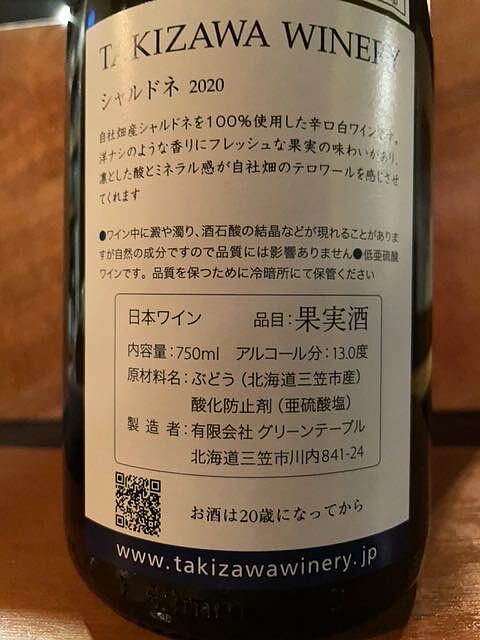 TAKIZAWA WINERY
シャルドネ 2020
自社畑産シャルドネを100%使用した辛口白ワインです。
洋ナシのような香りにフレッシュな果実の味わいがあり、
凛とした酸とミネラル感が自社畑のテロワールを感じさせ
てくれます
●ワイン中に澱や濁り、酒石酸の結晶などが現れることがありま
すが自然の成分ですので品質には影響ありません●低亜硫酸
ワインです。品質を保つために冷暗所にて保管ください
日本ワイン 品目：果実酒
内容量：750ml アルコール分：13.0度
原材料名：ぶどう（北海道三笠市産）
酸化防止剤（亜硫酸塩）
製造者：有限会社 グリーンテーブル
北海道三笠市川内841-24
お酒は20歳になってから
www.takizawawinery.jp